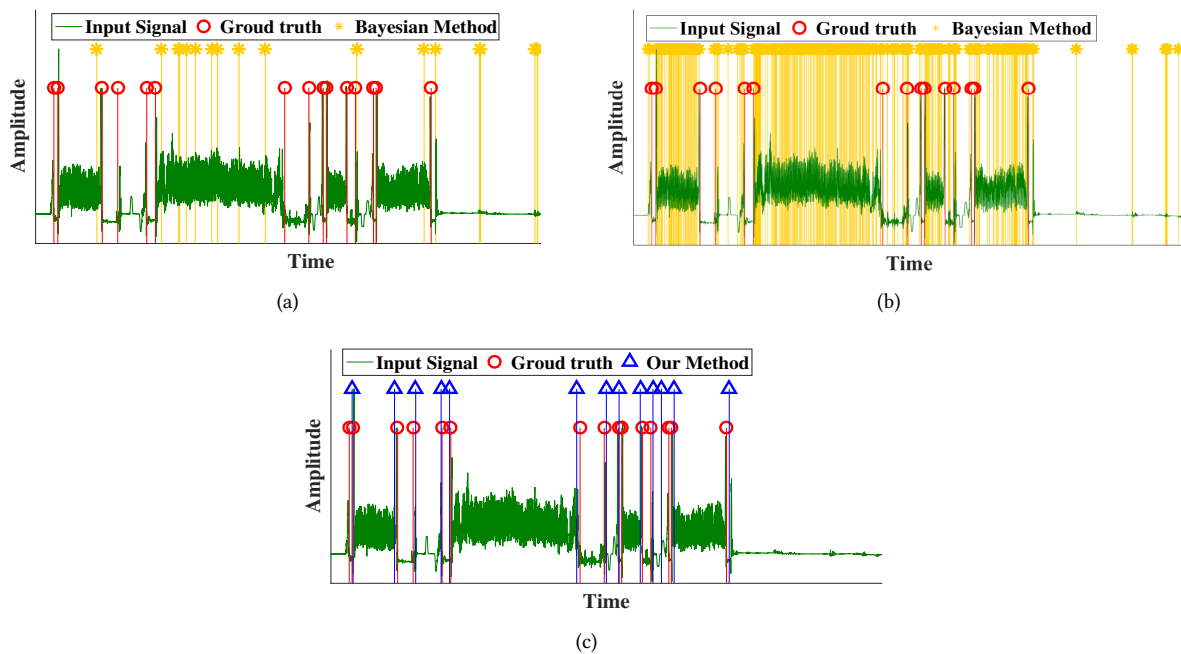 Input Signal Groud truth Bayesian Method
Amplitude
Time
(a)
Input Signal Groud truth Bayesian Method
Amplitude
Time
(b)
Input Signal Groud truth Our Method
Amplitude
Time
(c)